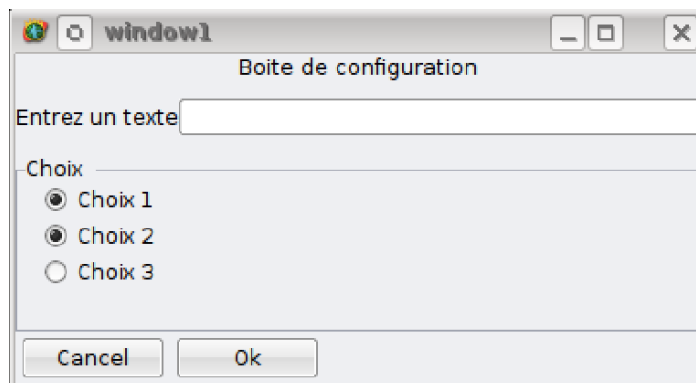 window1
Boite de configuration
Entrez un texte
Choix
Choix 1
Choix 2
Choix 3
Cancel Ok